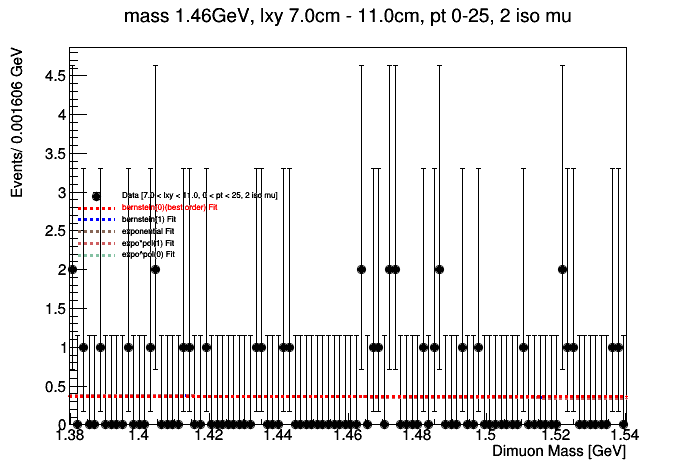 mass 1.46GeV, lxy 7.0cm - 11.0cm, pt 0-25, 2 iso mu
Events/ 0.001606 GeV
4.5
4
3.5
3
2.5
2
1.5
1
0.5
0
Data [7.0 < lxy < 11.0, 0 < pt < 25, 2 iso mu]
bernstein[0](best order) Fit
bernstein[1] Fit
exponential Fit
expo*pol(1) Fit
expo^pol(0) Fit
1.38 1.4 1.42 1.44 1.46 1.48 1.5 1.52 1.54
Dimuon Mass [GeV]